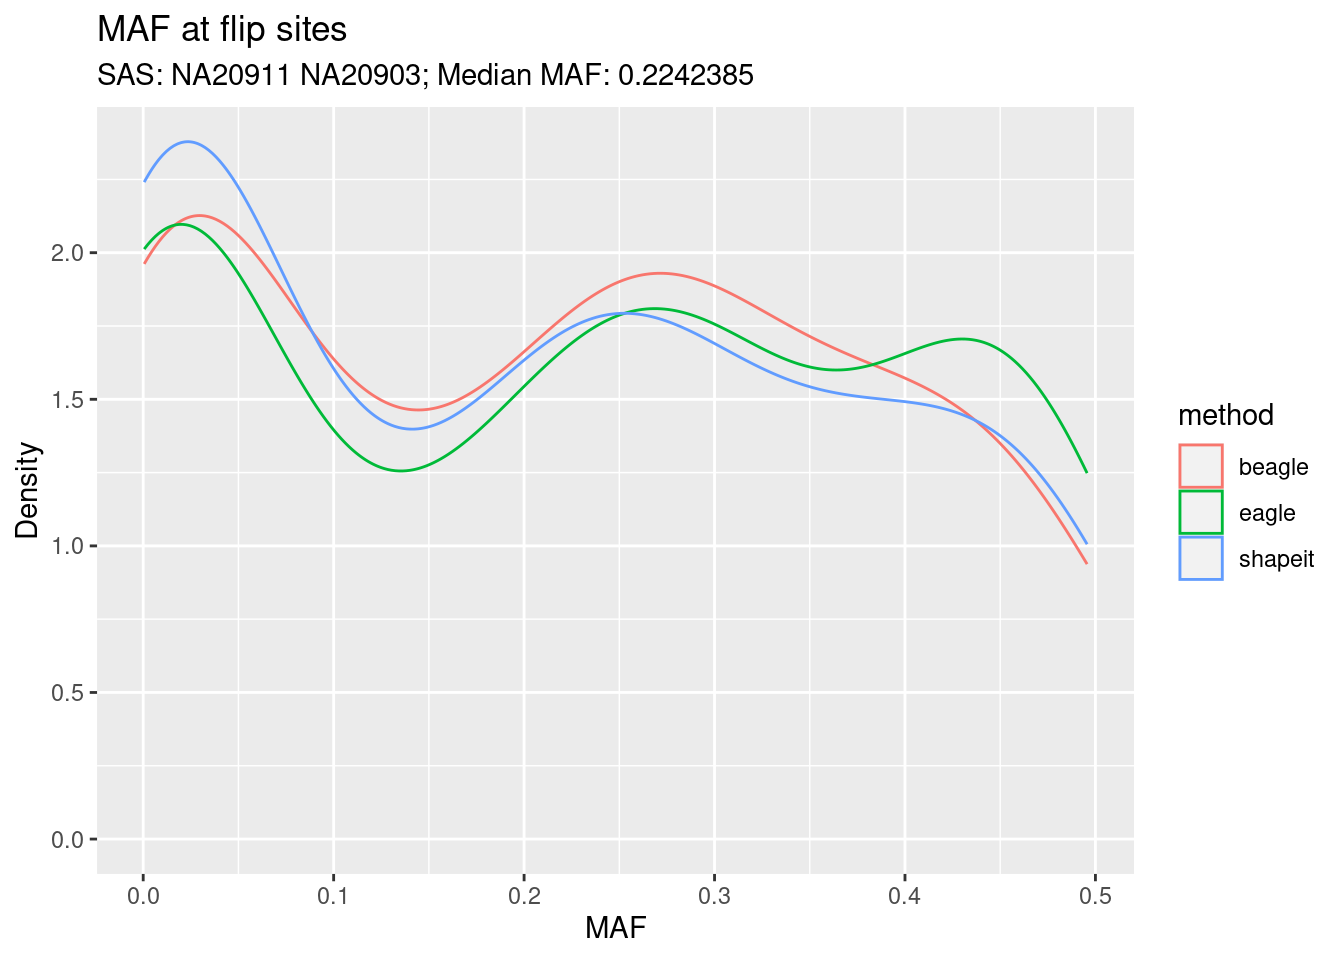 MAF at flip sites
SAS: NA20911 NA20903; Median MAF: 0.2242385
Density
2.0
1.5
1.0
0.5
0.0
0.0 0.1 0.2 0.3 0.4 0.5
MAF
method
beagle
eagle
shapeit